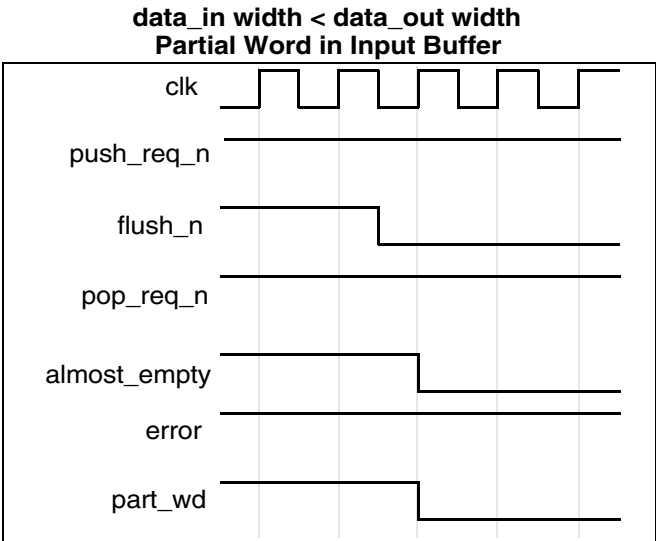 data_in width < data_out width
Partial Word in Input Buffer
clk
push_req_n
flush_n
pop_req_n
almost_empty
error
part_wd